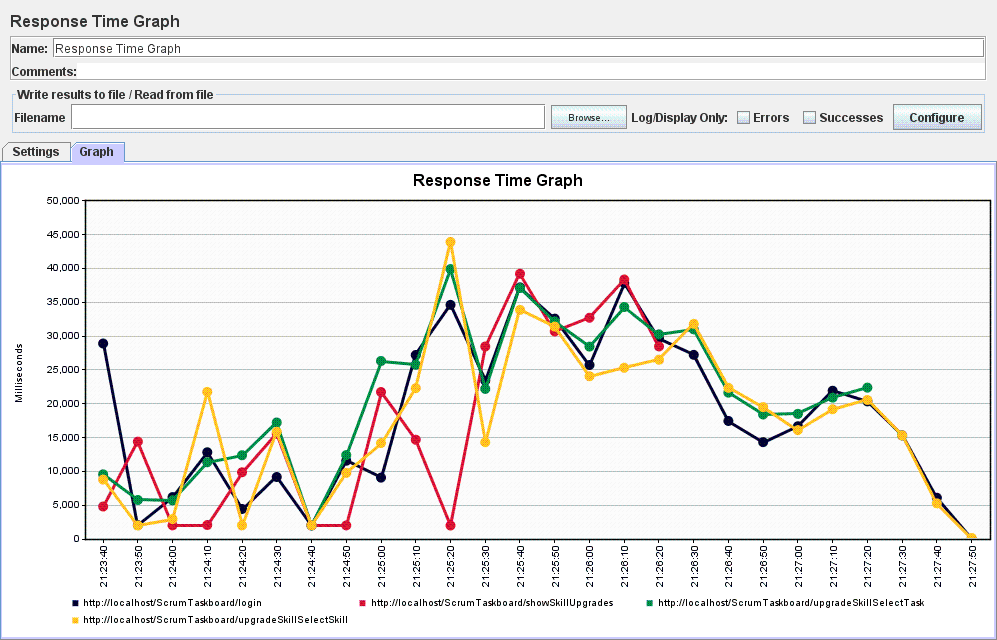 Response Time Graph
Name: Response Time Graph
Comments:
Write results to file / Read from file
Filename Browse... Log/Display Only: Errors Successes Configure
Settings Graph
Response Time Graph
50,000
45,000
40,000
35,000
30,000
25,000
20,000
15,000
10,000
5,000
0
Milliseconds
21:23:40 21:23:50 21:24:00 21:24:10 21:24:20 21:24:30 21:24:40 21:24:50 21:25:00 21:25:10 21:25:20 21:25:30 21:25:40 21:25:50 21:26:00 21:26:10 21:26:20 21:26:30 21:26:40 21:26:50 21:27:00 21:27:10 21:27:20 21:27:30 21:27:40 21:27:50
http://localhost/ScrumTaskboard/login http://localhost/ScrumTaskboard/showSkillUpgrades http://localhost/ScrumTaskboard/upgradeSkillSelectTask
http://localhost/ScrumTaskboard/upgradeSkillSelectSkill